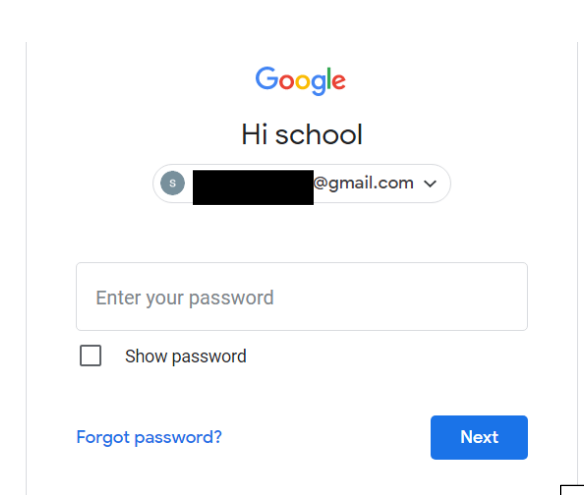 Google
Hi school
s @gmail.com
Enter your password
Show password
Forgot password?
Next